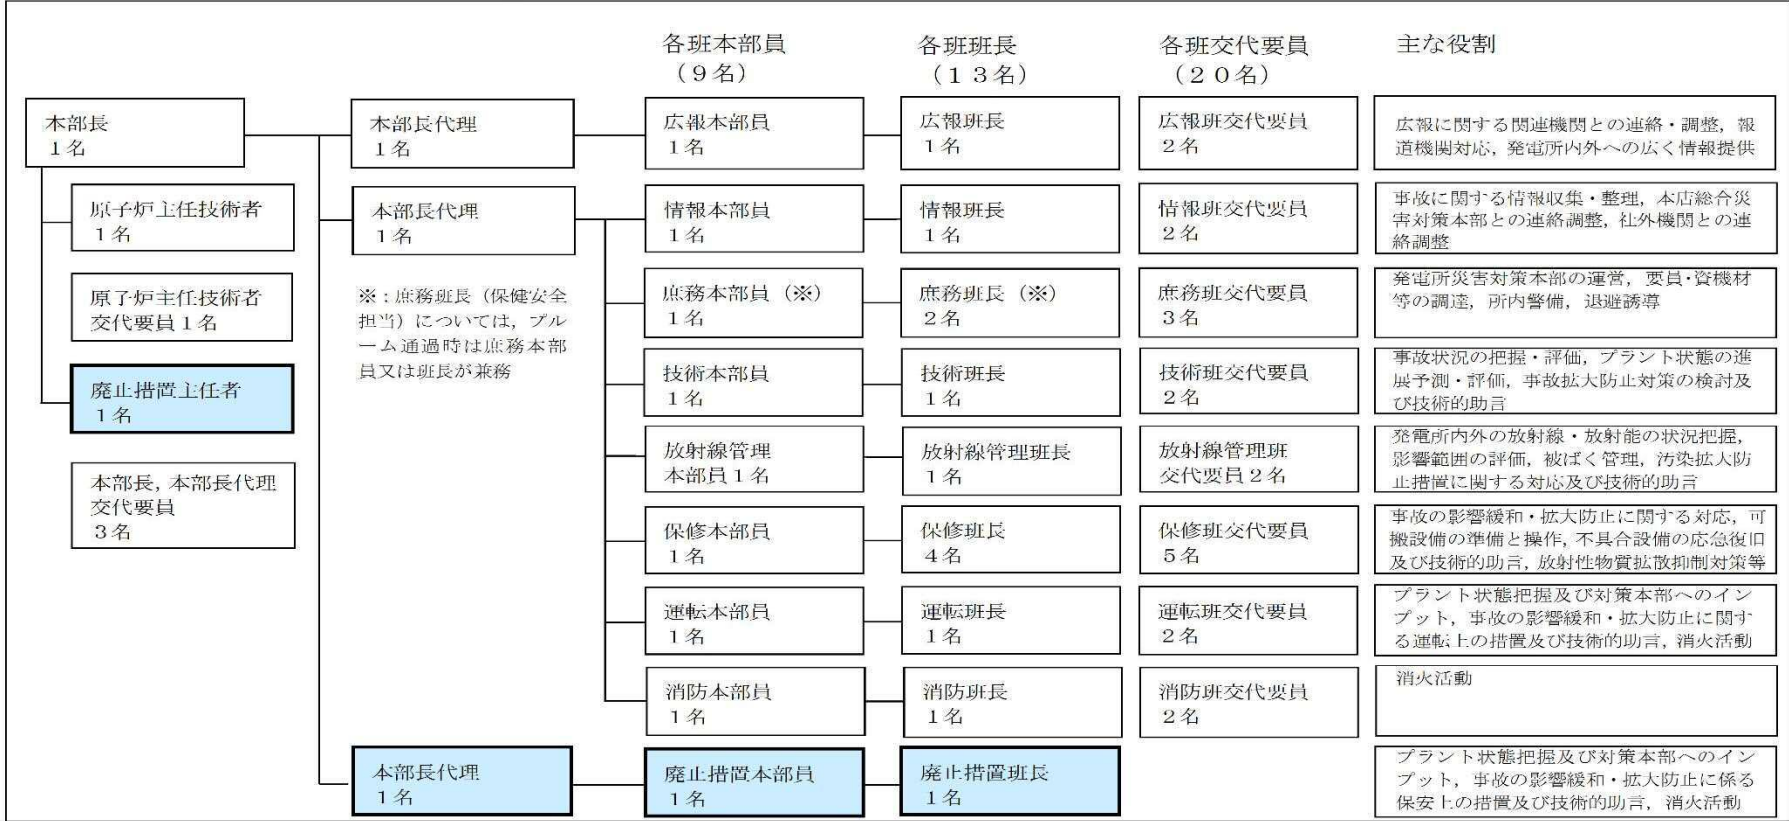 各班本部員
（９名）
各班班長
（１３名）
各班交代要員
（２０名）
主な役割
本部長
１名
原子炉主任技術者
１名
原子炉主任技術者
交代要員１名
廃止措置主任者
１名
本部長，本部長代理
交代要員
３名
本部長代理
１名
広報本部員
１名
広報班長
１名
広報班交代要員
２名
広報に関する関連機関との連絡・調整，報
道機関対応，発電所内外への広く情報提供
本部長代理
１名
※：庶務班長（保健安全
担当）については，プル
ーム通過時は庶務本部
員又は班長が兼務
情報本部員
１名
情報班長
１名
情報班交代要員
２名
事故に関する情報収集・整理，本店総合災
害対策本部との連絡調整，社外機関との連
絡調整
庶務本部員（※）
１名
庶務班長（※）
２名
庶務班交代要員
３名
発電所災害対策本部の運営，要員・資機材
等の調達，所内警備，退避誘導
技術本部員
１名
技術班長
１名
技術班交代要員
２名
事故状況の把握・評価，プラント状態の進
展予測・評価，事故拡大防止対策の検討及
び技術的助言
放射線管理
本部員１名
放射線管理班長
１名
放射線管理班
交代要員２名
発電所内外の放射線・放射能の状況把握，
影響範囲の評価，被ばく管理，汚染拡大防
止措置に関する対応及び技術的助言
保修本部員
１名
保修班長
４名
保修班交代要員
５名
事故の影響緩和・拡大防止に関する対応，可
搬設備の準備と操作，不具合設備の応急復旧
及び技術的助言，放射性物質拡散抑制対策等
運転本部員
１名
運転班長
１名
運転班交代要員
２名
プラント状態把握及び対策本部へのイン
プット，事故の影響緩和・拡大防止に関す
る運転上の措置及び技術的助言，消火活動
消防本部員
１名
消防班長
１名
消防班交代要員
２名
消火活動
本部長代理
１名
廃止措置本部員
１名
廃止措置班長
１名
プラント状態把握及び対策本部へのイン
プット，事故の影響緩和・拡大防止に係る
保安上の措置及び技術的助言，消火活動